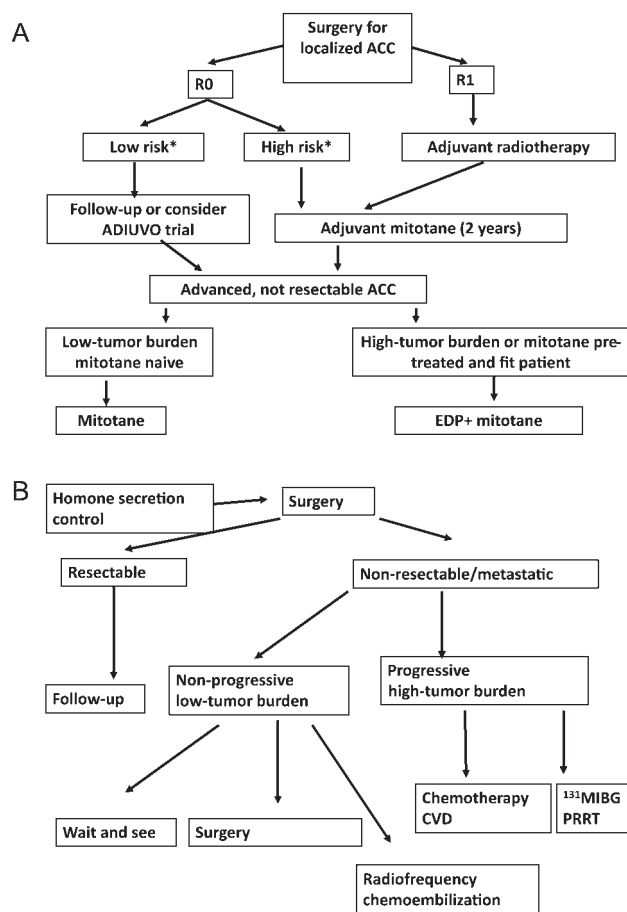 A
Surgery for
localized ACC
R0
R1
Low risk*
High risk*
Adjuvant radiotherapy
Follow-up or consider
ADIUVO trial
Adjuvant mitotane (2 years)
Advanced, not resectable ACC
Low-tumor burden
mitotane naive
High-tumor burden or mitotane pre-
treated and fit patient
Mitotane
EDP+ mitotane
B
Homone secretion
control
Surgery
Resectable
Non-resectable/metastatic
Follow-up
Non-progressive
low-tumor burden
Progressive
high-tumor burden
Chemotherapy
CVD
¹³¹MIBG
PRRT
Wait and see
Surgery
Radiofrequency
chemoembilization